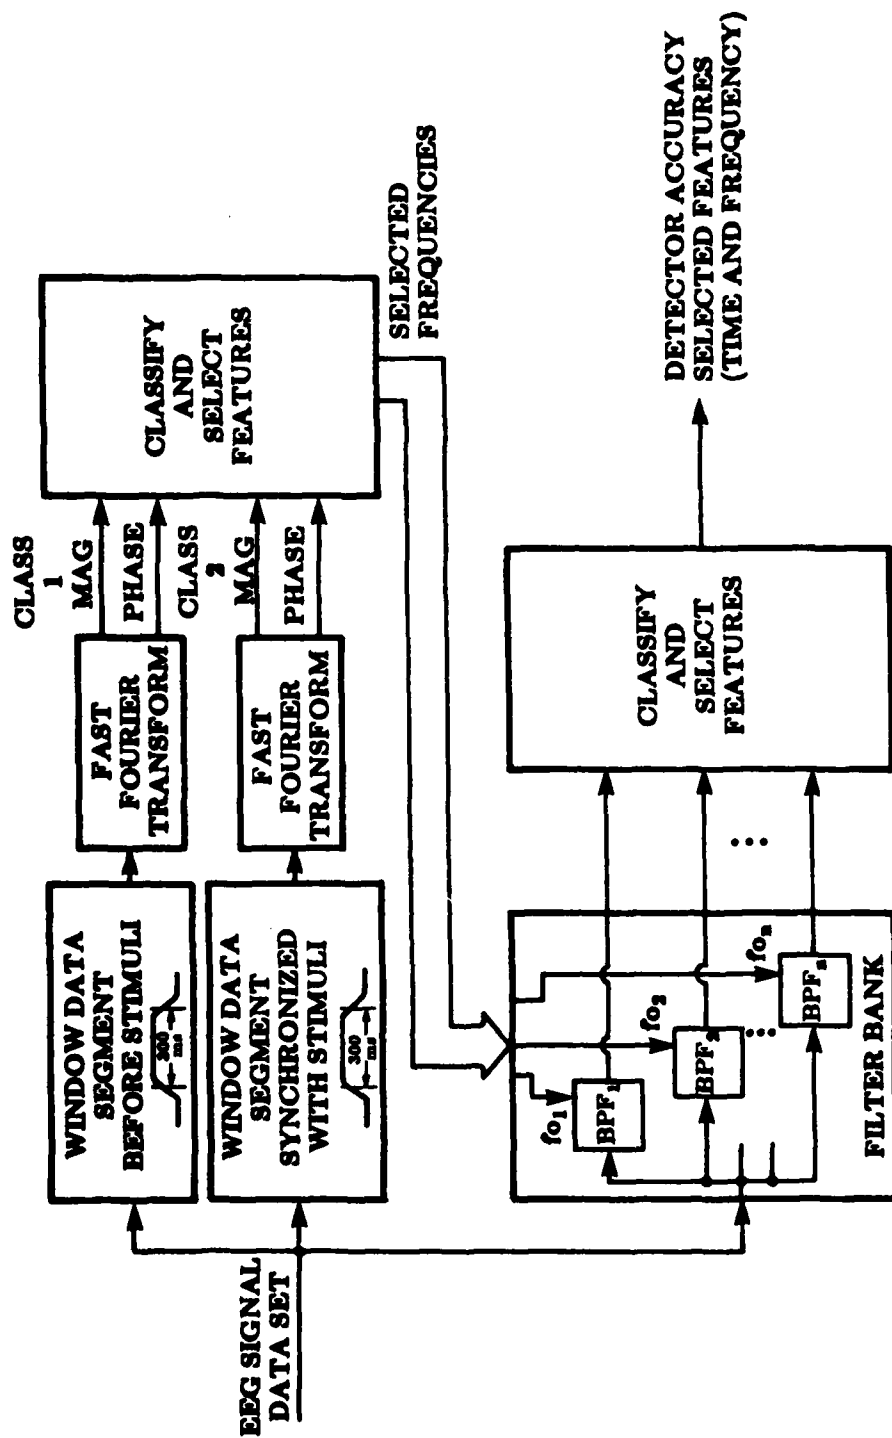 EEG SIGNAL
DATA SET
WINDOW DATA
SEGMENT
BEFORE STIMULI
200
ms
WINDOW DATA
SEGMENT
SYNCHRONIZED
WITH STIMULI
300
ms
FAST
FOURIER
TRANSFORM
FAST
FOURIER
TRANSFORM
CLASS
1
MAG
PHASE
CLASS
2
MAG
PHASE
CLASSIFY
AND
SELECT
FEATURES
SELECTED
FREQUENCIES
fo1
BPF1
fo2
BPF2
fon
BPFn
FILTER BANK
CLASSIFY
AND
SELECT
FEATURES
DETECTOR ACCURACY
SELECTED FEATURES
(TIME AND FREQUENCY)